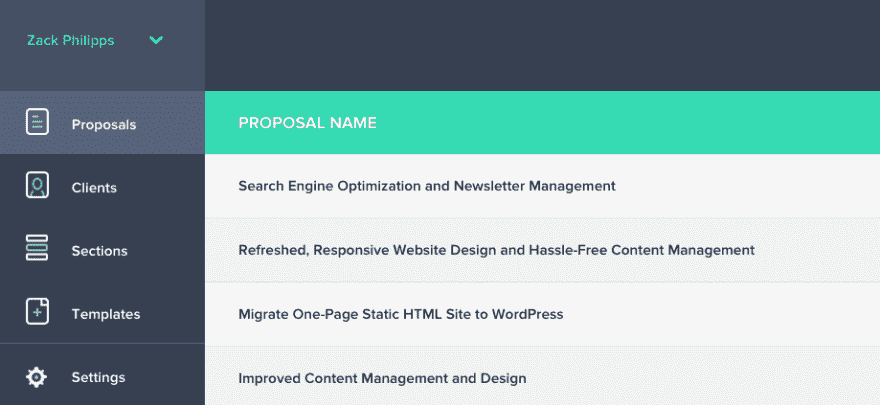 Zack Philipps
Proposals
Clients
Sections
Templates
Settings
PROPOSAL NAME
Search Engine Optimization and Newsletter Management
Refreshed, Responsive Website Design and Hassle-Free Content Management
Migrate One-Page Static HTML Site to WordPress
Improved Content Management and Design